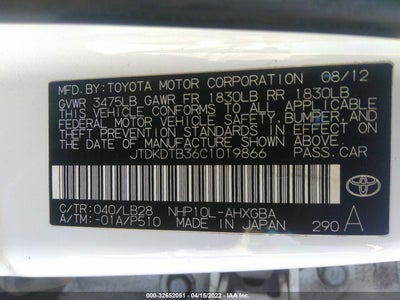 MFD. BY: TOYOTA MOTOR CORPORATION 08/12
GVWR 3475LB GAWR FR 1830LB RR 1830LB
THIS VEHICLE CONFORMS TO ALL APPLICABLE
FEDERAL MOTOR VEHICLE SAFETY, BUMPER, AND
THEFT PREVENTION STANDARDS IN EFFECT ON
THE DATE OF MANUFACTURE SHOWN ABOVE.
JTDKDTB36C1019866 PASS.CAR
C/TR:040/LB28 NHP10L-AHXGBA
A/TM:-01A/P510 MADE IN JAPAN 290 A
TOYOTA
000-32652051 - 04/15/2022 - IAAI.COM